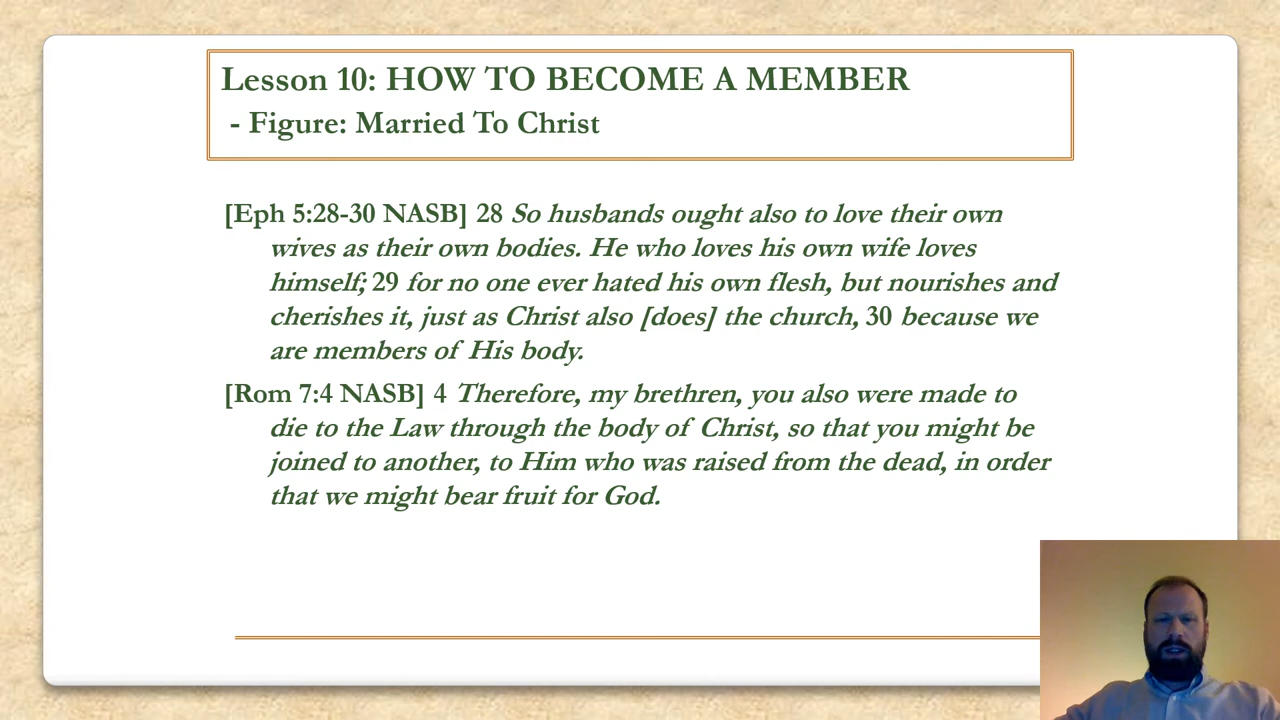 Lesson 10: HOW TO BECOME A MEMBER
- Figure: Married To Christ
[Eph 5:28-30 NASB] 28 So husbands ought also to love their own
wives as their own bodies. He who loves his own wife loves
himself; 29 for no one ever hated his own flesh, but nourishes and
cherishes it, just as Christ also [does] the church, 30 because we
are members of His body.
[Rom 7:4 NASB] 4 Therefore, my brethren, you also were made to
die to the Law through the body of Christ, so that you might be
joined to another, to Him who was raised from the dead, in order
that we might bear fruit for God.